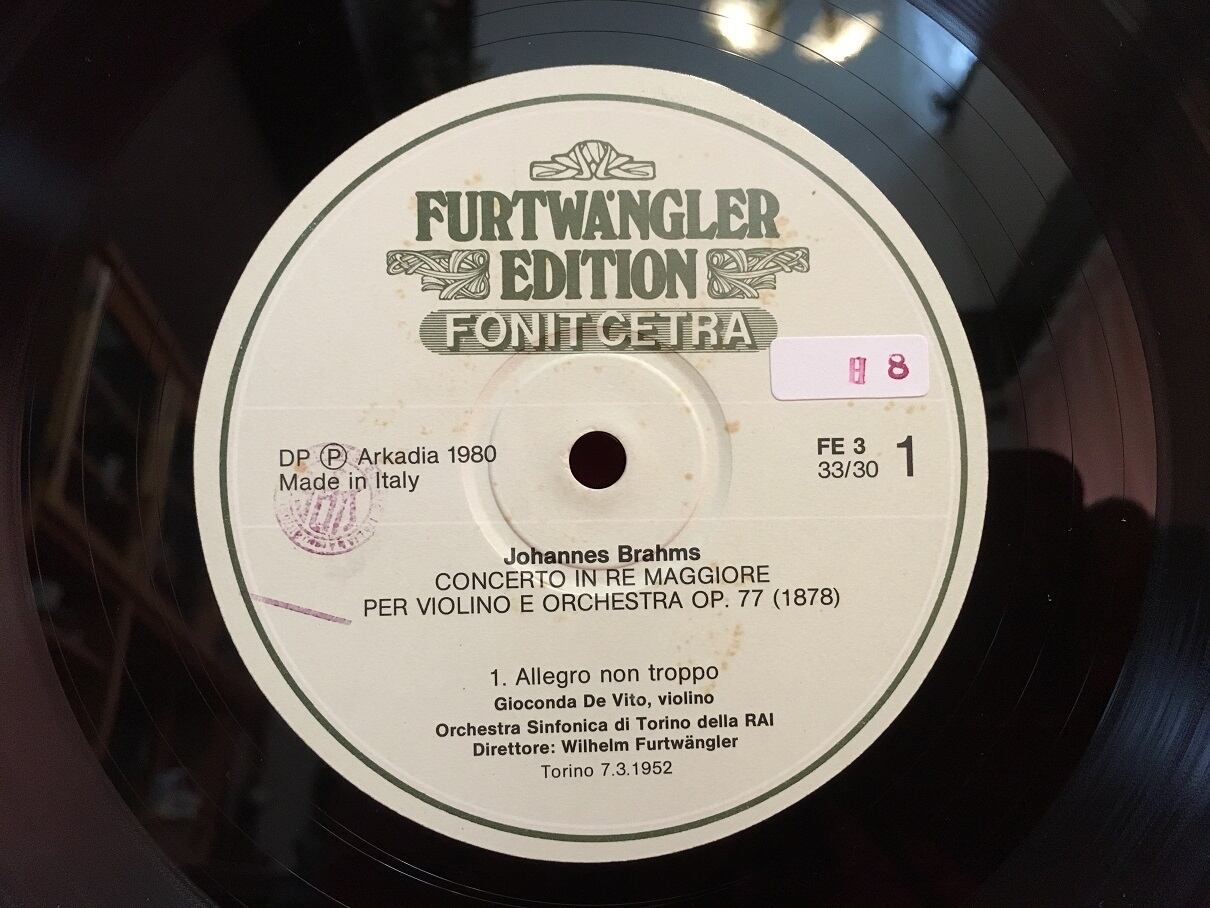 FURTWÄNGLER
EDITION
FONIT CETRA
8
DP Ⓟ Arkadia 1980
Made in Italy
FE 3
33/30
1
Johannes Brahms
CONCERTO IN RE MAGGIORE
PER VIOLINO E ORCHESTRA OP. 77 (1878)
1. Allegro non troppo
Gioconda De Vito, violino
Orchestra Sinfonica di Torino della RAI
Direttore: Wilhelm Furtwängler
Torino 7.3.1952